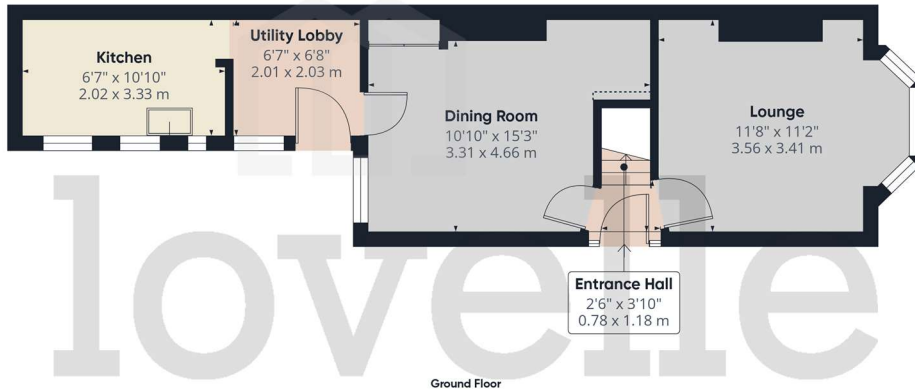 Kitchen
6'7" x 10'10"
2.02 x 3.33 m
Utility Lobby
6'7" x 6'8"
2.01 x 2.03 m
Dining Room
10'10" x 15'3"
3.31 x 4.66 m
Lounge
11'8" x 11'2"
3.56 x 3.41 m
Entrance Hall
2'6" x 3'10"
0.78 x 1.18 m
lovelle
Ground Floor